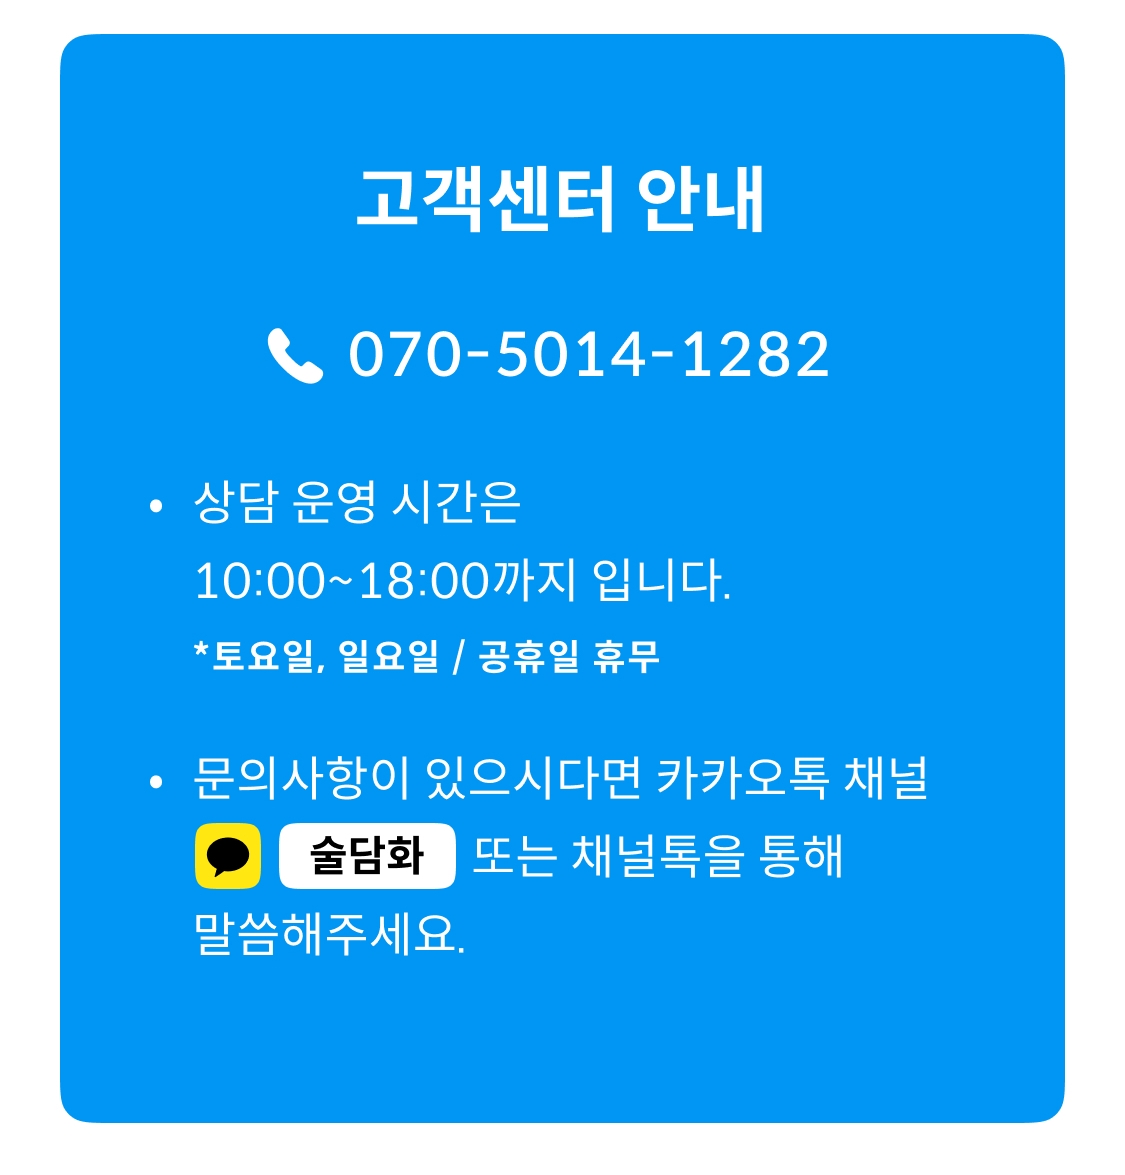 고객센터 안내
070-5014-1282
• 상담 운영 시간은
10:00~18:00까지 입니다.
*토요일, 일요일 / 공휴일 휴무
• 문의사항이 있으시다면 카카오톡 채널
술담화 또는 채널톡을 통해
말씀해주세요.